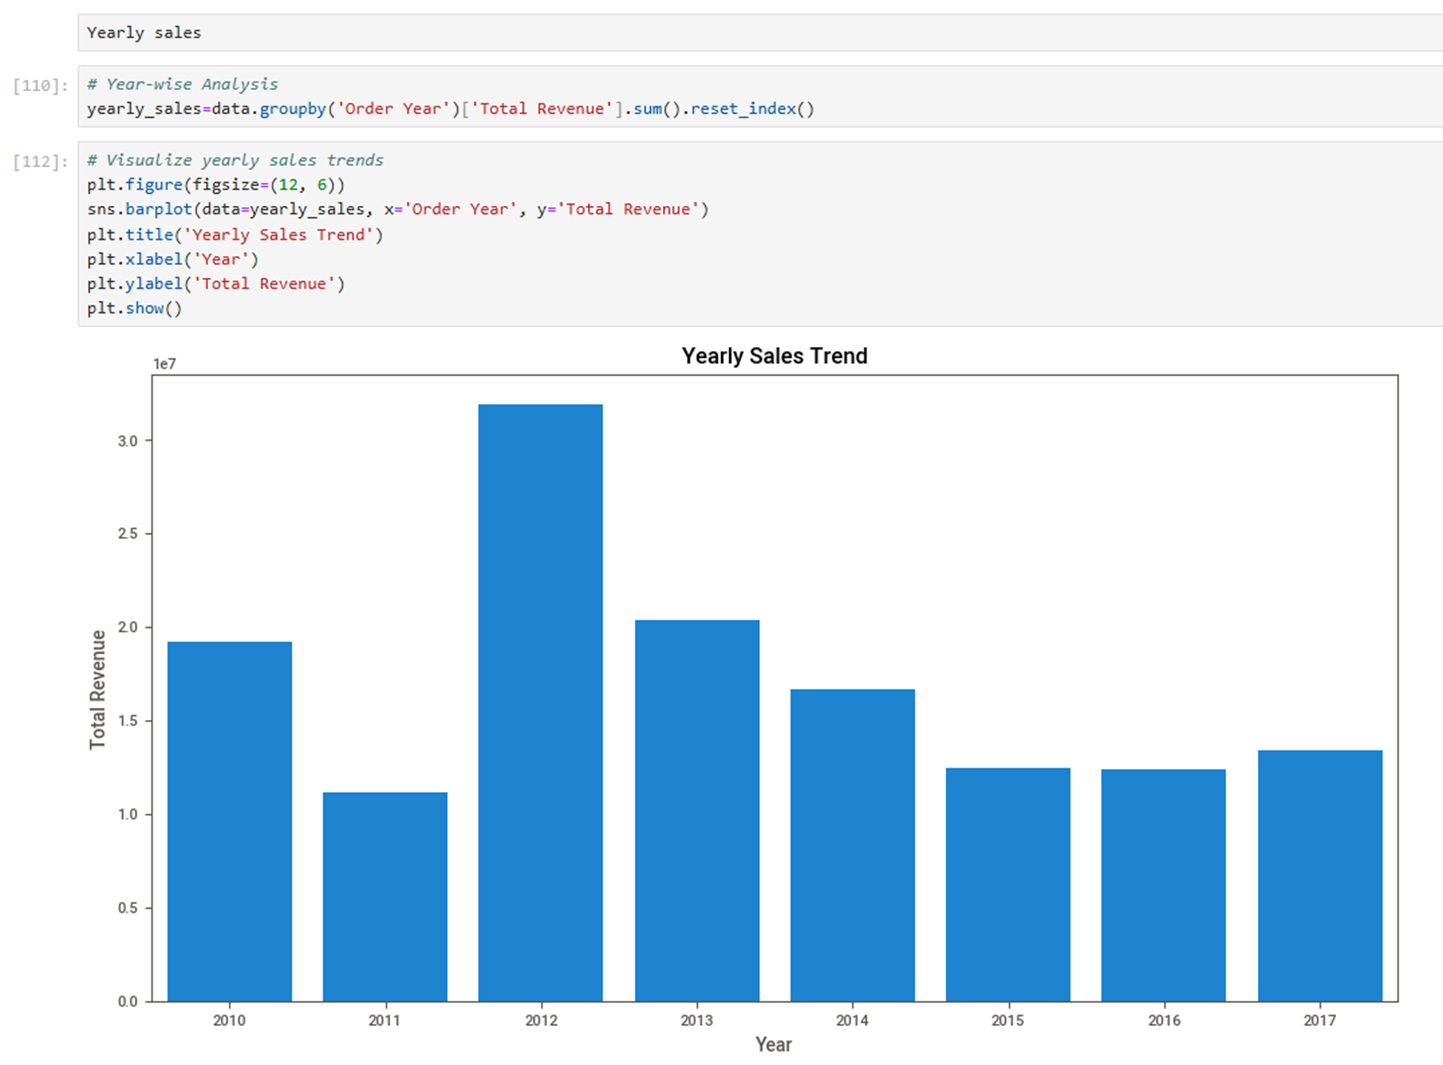 Yearly sales
[110]:
# Year-wise Analysis
yearly_sales=data.groupby('Order Year')['Total Revenue'].sum().reset_index()
[112]:
# Visualize yearly sales trends
plt.figure(figsize=(12, 6))
sns.barplot(data=yearly_sales, x='Order Year', y='Total Revenue')
plt.title('Yearly Sales Trend')
plt.xlabel('Year')
plt.ylabel('Total Revenue')
plt.show()
Yearly Sales Trend
1e7
3.0
2.5
2.0
1.5
1.0
0.5
0.0
Total Revenue
2010 2011 2012 2013 2014 2015 2016 2017
Year